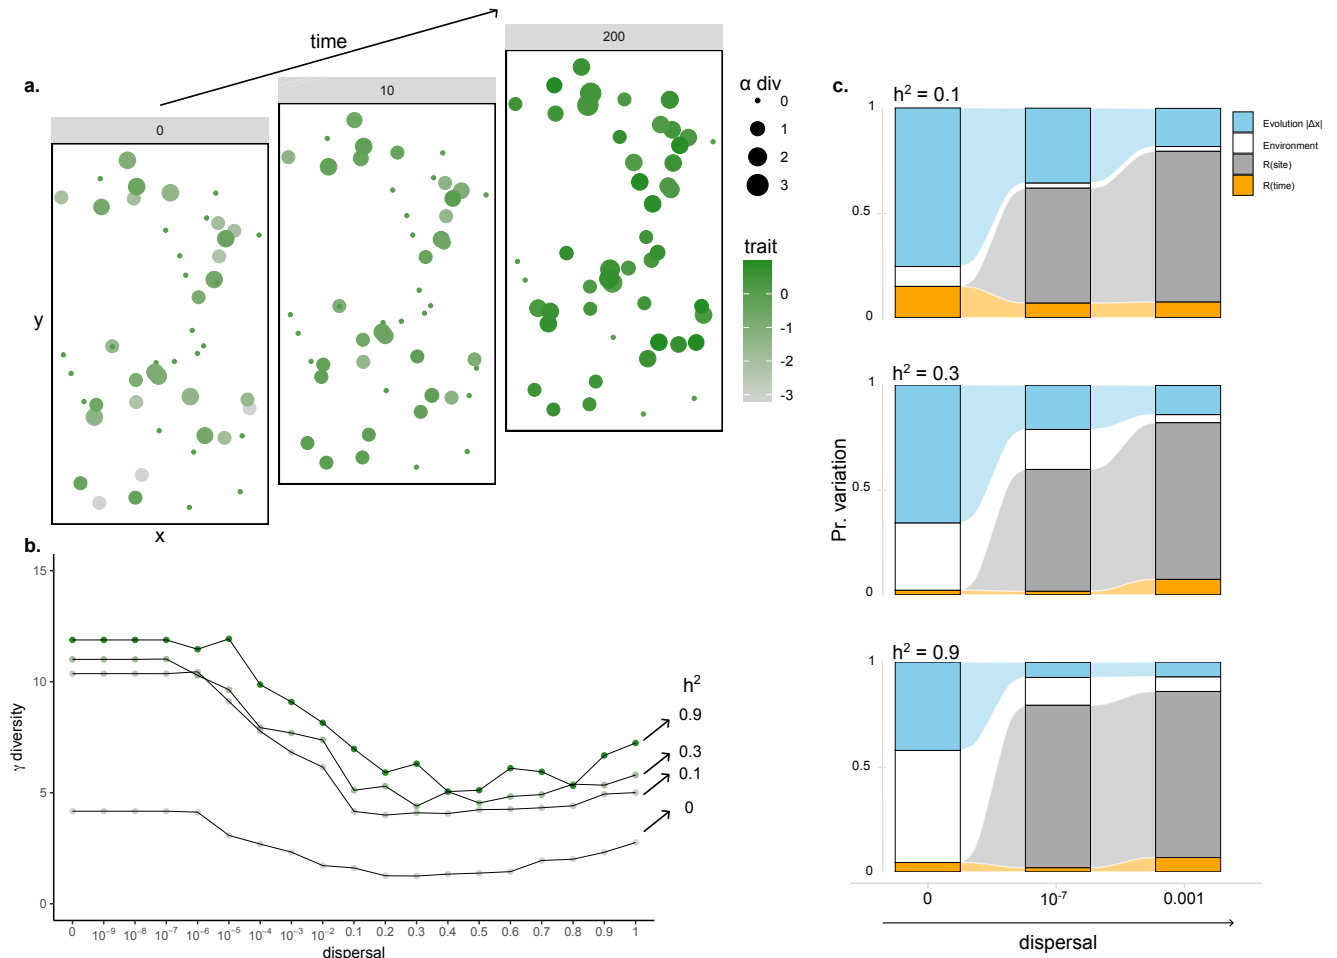 a.
time
0
10
200
y
x
α div
0
1
2
3
trait
0
-1
-2
-3
b.
γ diversity
15
10
5
0
0 10⁻⁹ 10⁻⁸ 10⁻⁷ 10⁻⁶ 10⁻⁵ 10⁻⁴ 10⁻³ 10⁻² 0.1 0.2 0.3 0.4 0.5 0.6 0.7 0.8 0.9 1
dispersal
h²
0.9
0.3
0.1
0
c.
h² = 0.1
1
0.5
0
Evolution |Δx|
Environment
R(site)
R(time)
h² = 0.3
1
0.5
0
Pr. variation
h² = 0.9
1
0.5
0
0 10⁻⁷ 0.001
dispersal